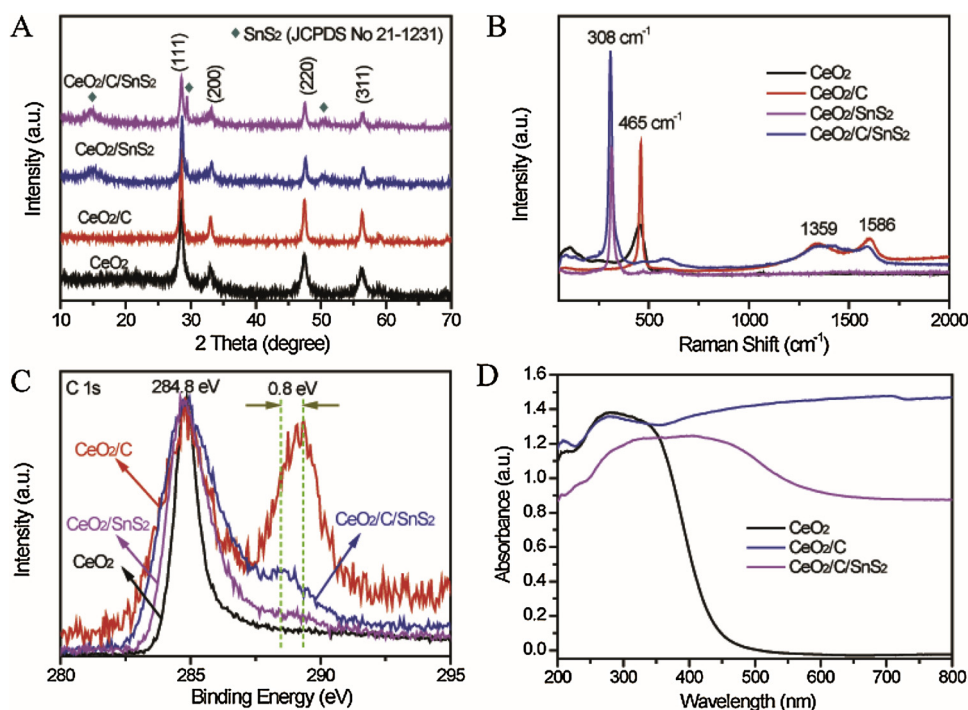 A
◆ SnS2 (JCPDS No 21-1231)
(111)
(200)
(220)
(311)
CeO2/C/SnS2
CeO2/SnS2
CeO2/C
CeO2
Intensity (a.u.)
10 20 30 40 50 60 70
2 Theta (degree)
B
308 cm-1
465 cm-1
CeO2
CeO2/C
CeO2/SnS2
CeO2/C/SnS2
1359
1586
Intensity (a.u.)
500 1000 1500 2000
Raman Shift (cm-1)
C
C 1s
284.8 eV
0.8 eV
CeO2/C
CeO2/SnS2
CeO2
CeO2/C/SnS2
Intensity (a.u.)
280 285 290 295
Binding Energy (eV)
D
1.6
1.4
1.2
1.0
0.8
0.6
0.4
0.2
0.0
Absorbance (a.u.)
CeO2
CeO2/C
CeO2/C/SnS2
200 300 400 500 600 700 800
Wavelength (nm)